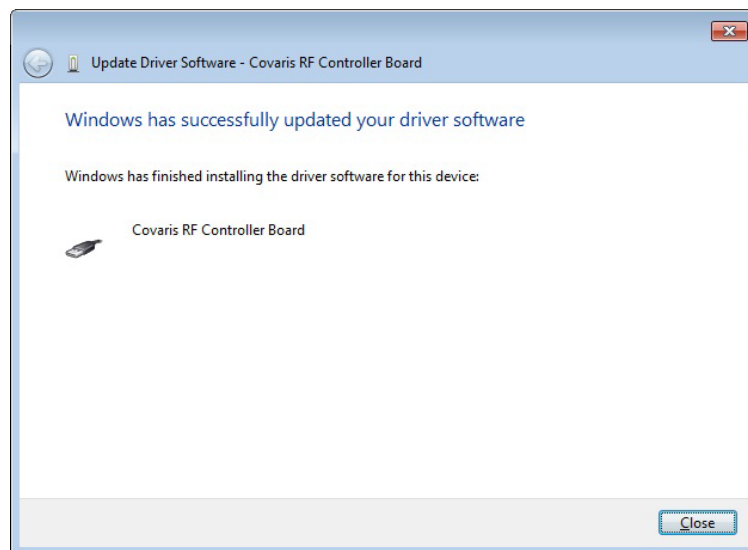 Update Driver Software - Covaris RF Controller Board
Windows has successfully updated your driver software
Windows has finished installing the driver software for this device:
Covaris RF Controller Board
Close